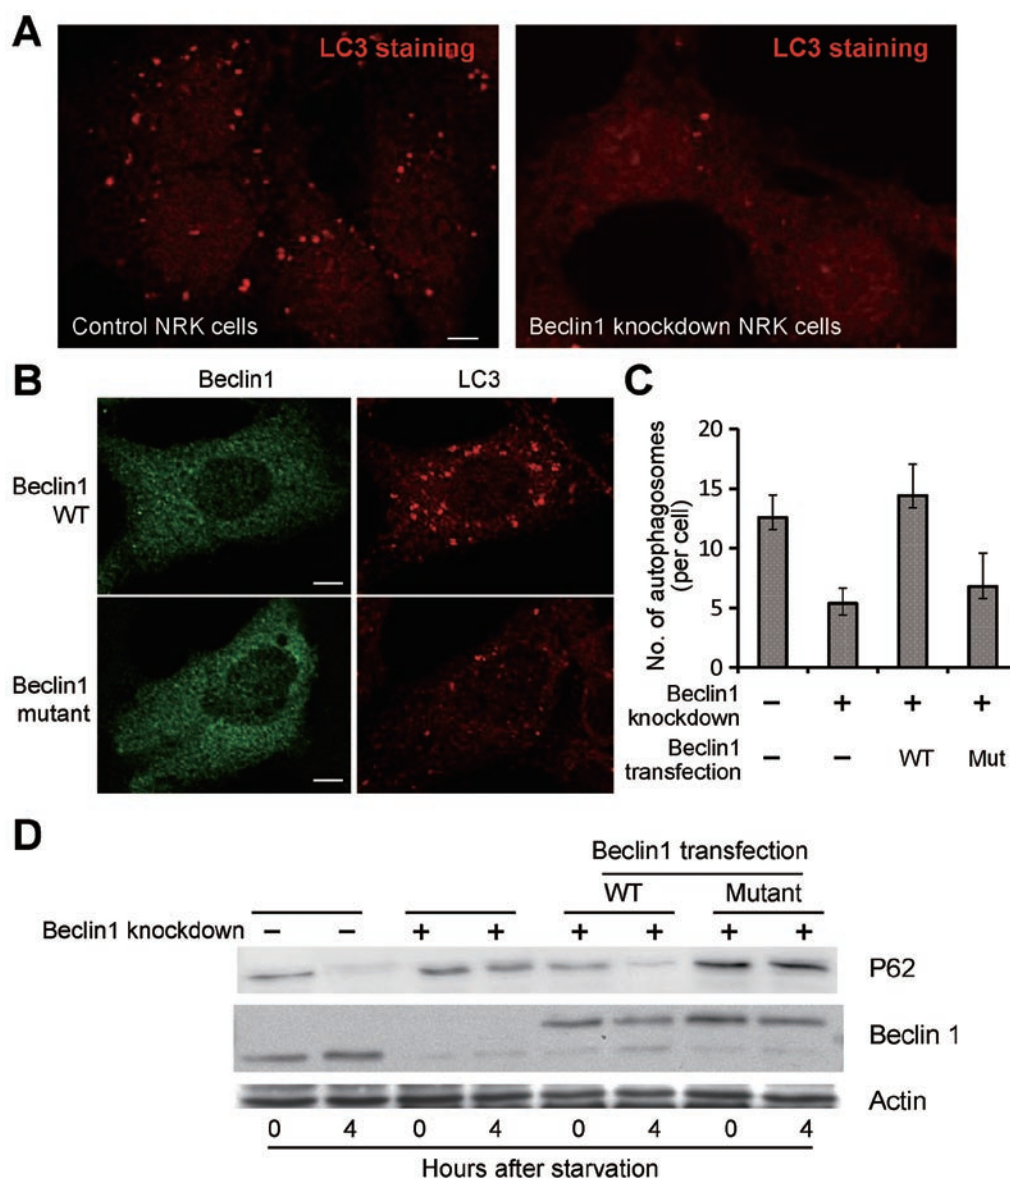 A
LC3 staining
LC3 staining
Control NRK cells
Beclin1 knockdown NRK cells
B
Beclin1
LC3
Beclin1
WT
Beclin1
mutant
C
No. of autophagosomes
(per cell)
20
15
10
5
0
Beclin1
knockdown
− + + +
Beclin1
transfection
− − WT Mut
D
Beclin1 transfection
WT Mutant
Beclin1 knockdown − − + + + + + +
P62
Beclin 1
Actin
0 4 0 4 0 4 0 4
Hours after starvation